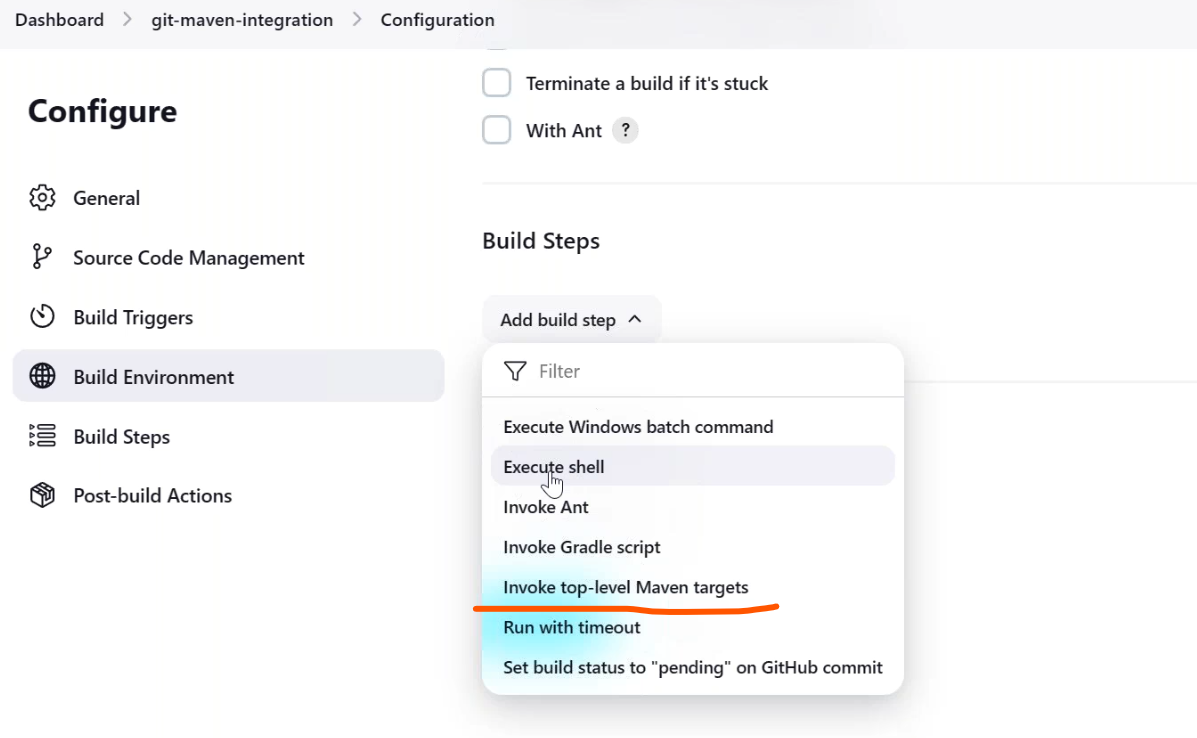 Dashboard > git-maven-integration > Configuration
Configure
General
Source Code Management
Build Triggers
Build Environment
Build Steps
Post-build Actions
Terminate a build if it's stuck
With Ant ?
Build Steps
Add build step
Filter
Execute Windows batch command
Execute shell
Invoke Ant
Invoke Gradle script
Invoke top-level Maven targets
Run with timeout
Set build status to "pending" on GitHub commit